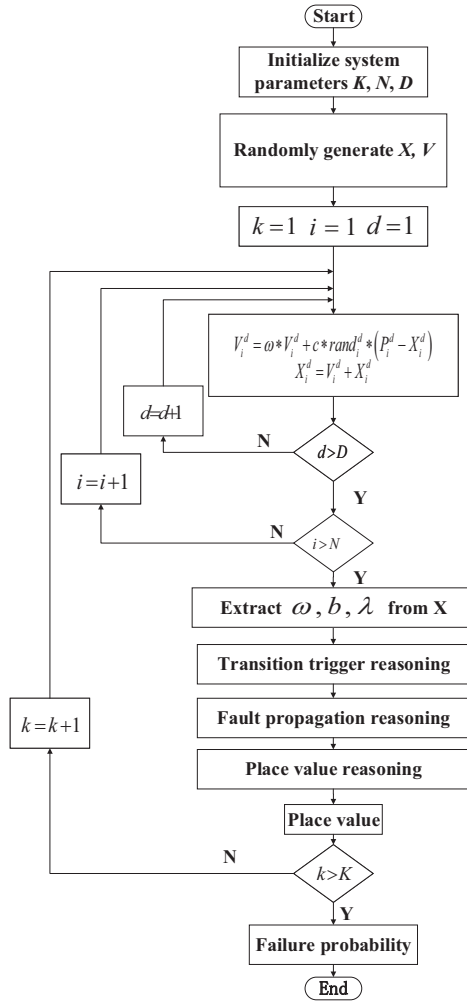 Start
Initialize system
parameters K, N, D
Randomly generate X, V
k=1 i=1 d=1
V_i^d=ω*V_i^d+c*rand_i^d*(P_i^d−X_i^d)
X_i^d=V_i^d+X_i^d
d=d+1
N
d>D
Y
i=i+1
N
i>N
Y
Extract ω, b, λ from X
Transition trigger reasoning
Fault propagation reasoning
k=k+1
Place value reasoning
Place value
N
k>K
Y
Failure probability
End